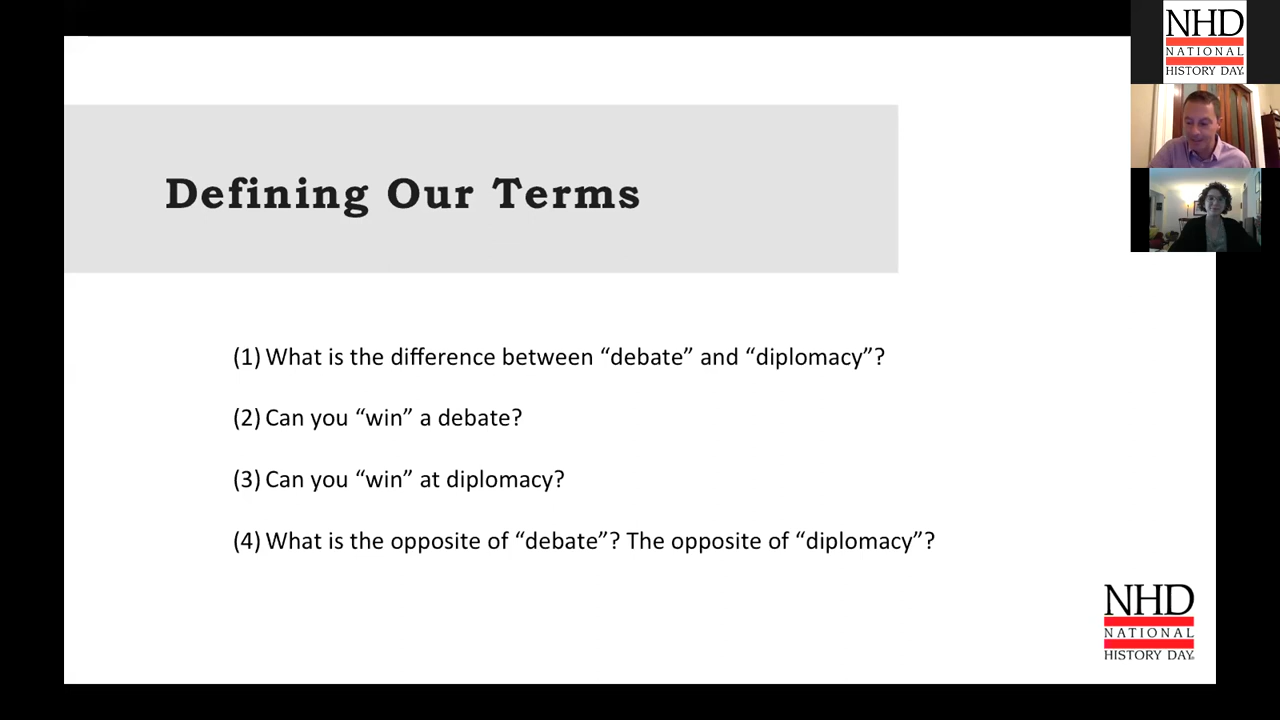 NHD
NATIONAL
HISTORY DAY
Defining Our Terms
(1) What is the difference between “debate” and “diplomacy”?
(2) Can you “win” a debate?
(3) Can you “win” at diplomacy?
(4) What is the opposite of “debate”? The opposite of “diplomacy”?
NHD
NATIONAL
HISTORY DAY